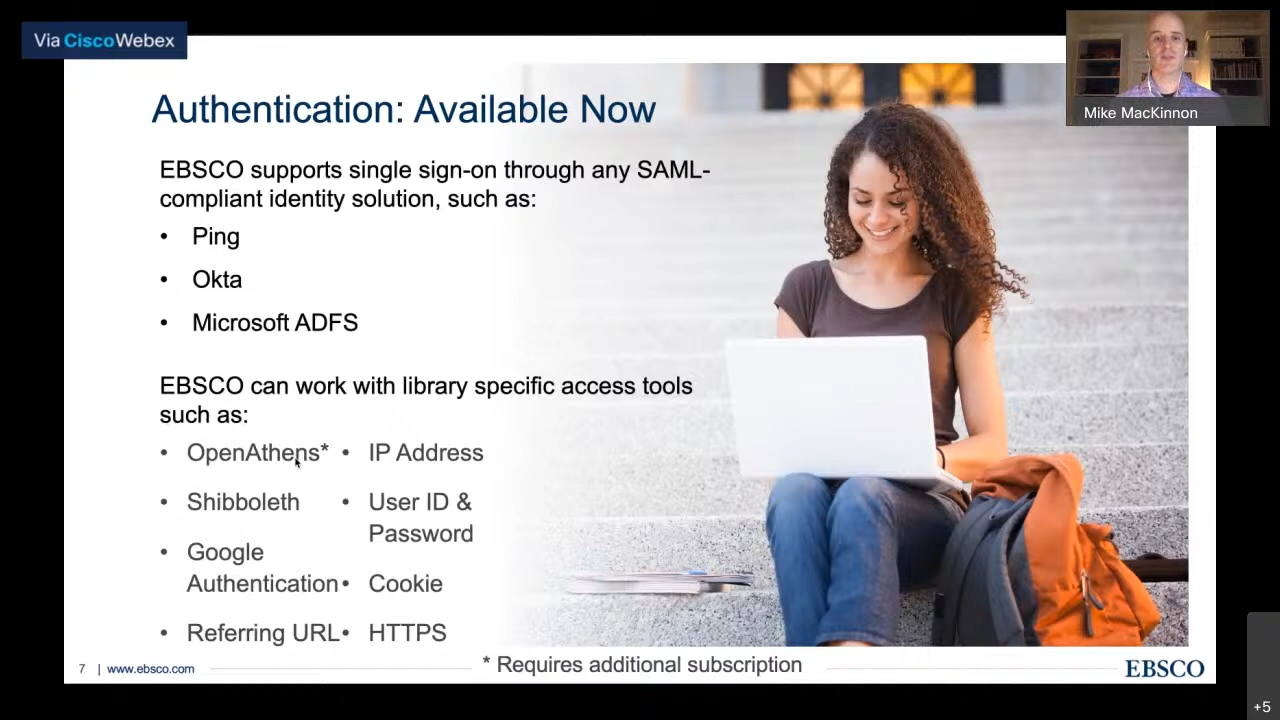 Via CiscoWebex
Mike MacKinnon
Authentication: Available Now
EBSCO supports single sign-on through any SAML-
compliant identity solution, such as:
• Ping
• Okta
• Microsoft ADFS
EBSCO can work with library specific access tools
such as:
• OpenAthens*
• Shibboleth
• Google
Authentication
• Referring URL
• IP Address
• User ID &
Password
• Cookie
• HTTPS
* Requires additional subscription
7 | www.ebsco.com
EBSCO
+5